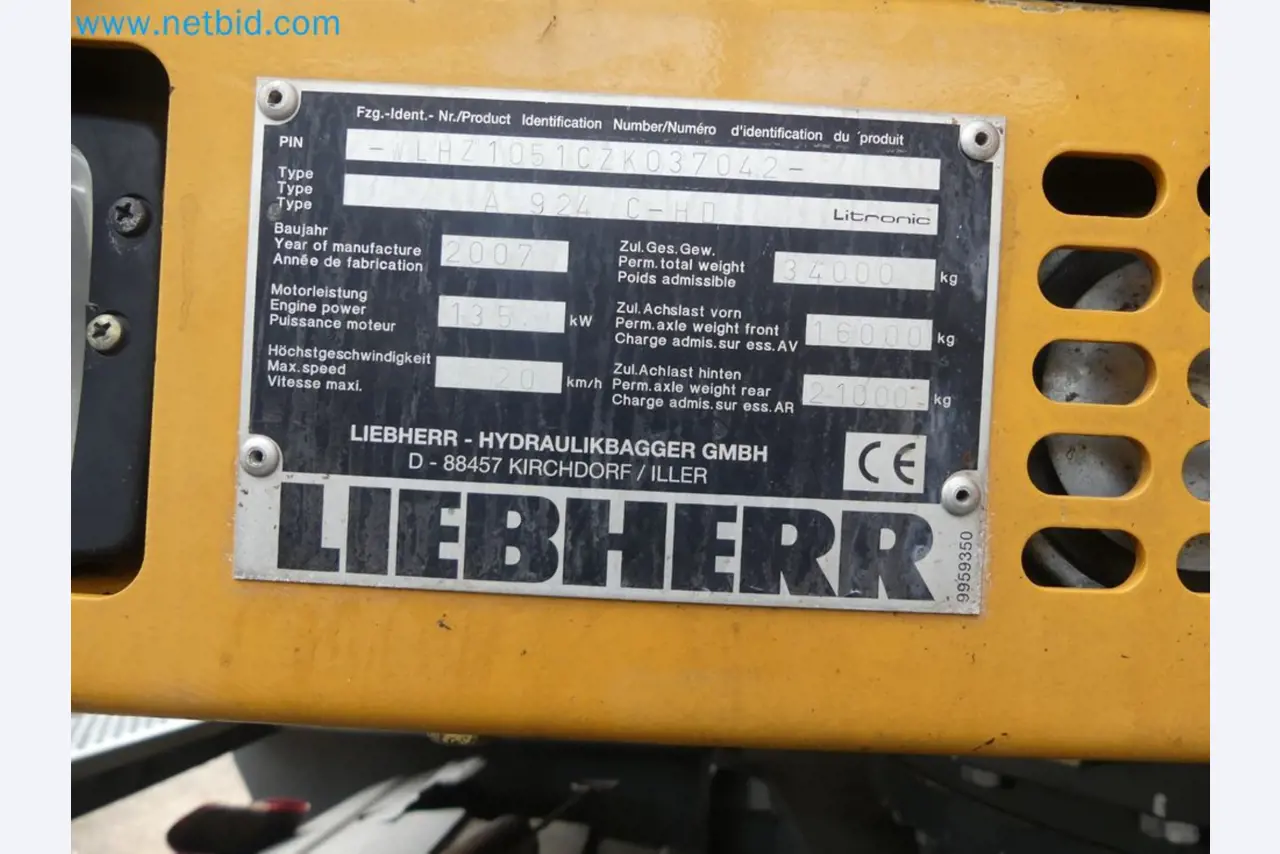 www.netbid.com
Fzg.-Ident.- Nr./Product Identification Number/Numéro d'identification du produit
PIN -WLHZ1051CZK037042-
Type
Type
Type A 924 C-HD Litronic
Baujahr
Year of manufacture 2007
Année de fabrication
Motorleistung
Engine power 135. kW
Puissance moteur
Höchstgeschwindigkeit
Max.speed 20 km/h
Vitesse maxi.
Zul.Ges.Gew.
Perm.total weight 34000 kg
Poids admissible
Zul.Achslast vorn
Perm.axle weight front 16000 kg
Charge admis.sur ess.AV
Zul.Achlast hinten
Perm.axle weight rear 21000 kg
Charge admis.sur ess.AR
LIEBHERR - HYDRAULIKBAGGER GMBH
D - 88457 KIRCHDORF / ILLER
CE
LIEBHERR
9959350